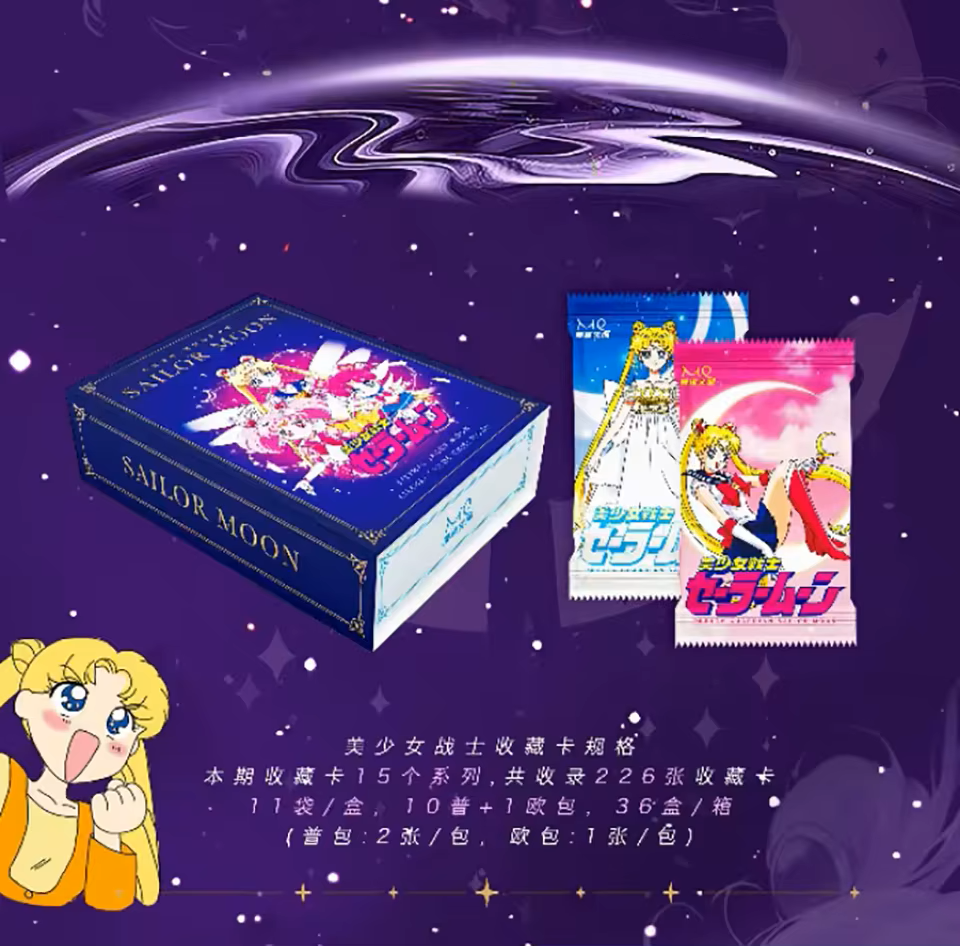 SAILOR MOON
美少女戦士
セーラームーン
SAILOR MOON
MQ
MQ
美少女戦士
セーラームーン
美少女战士收藏卡规格
本期收藏卡15个系列,共收录226张收藏卡
11袋/盒, 10普+1欧包, 36盒/箱
(普包:2张/包, 欧包:1张/包)